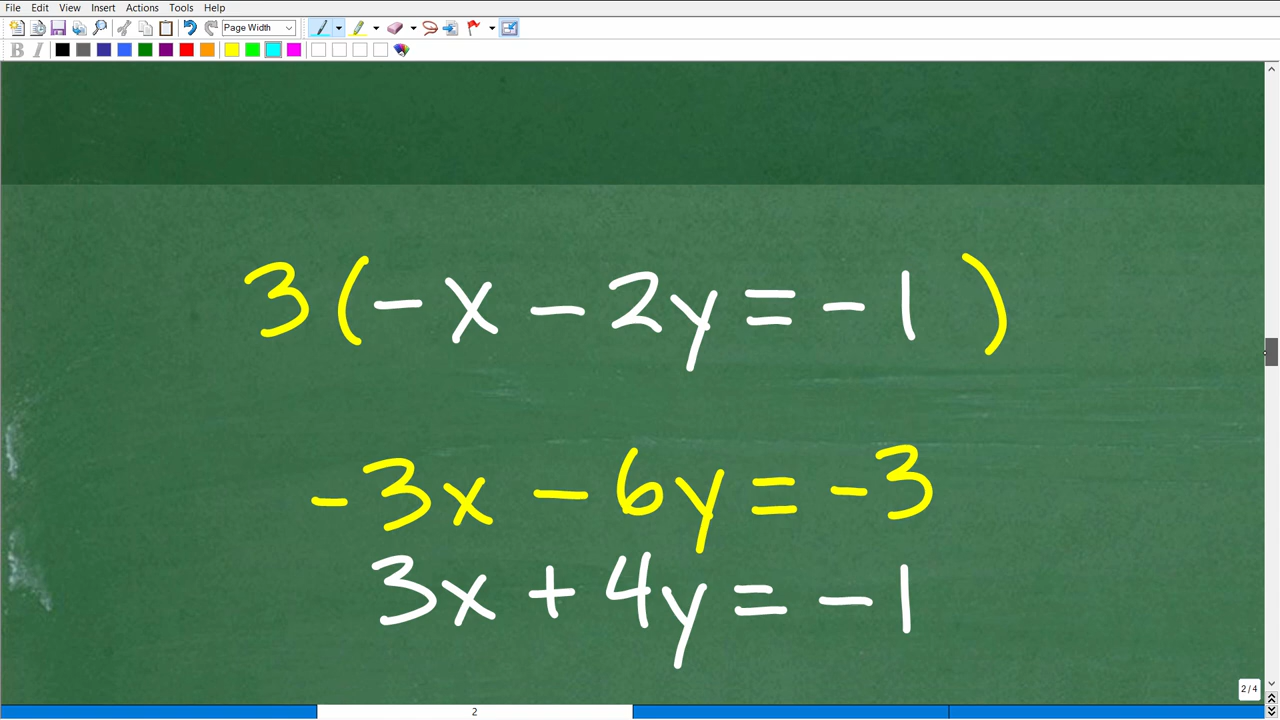 File Edit View Insert Actions Tools Help
Page Width
B I
3(-x - 2y = -1)
-3x - 6y = -3
3x + 4y = -1
2/4
2